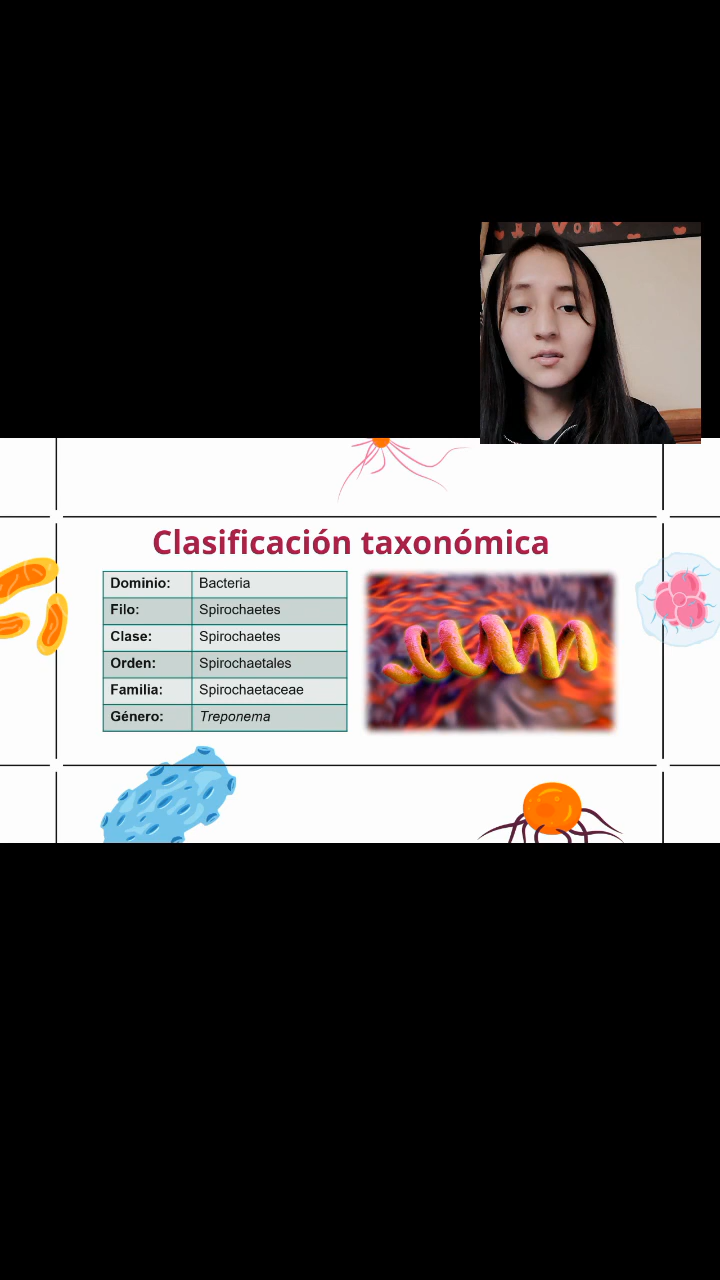 Clasificación taxonómica
Dominio: Bacteria
Filo: Spirochaetes
Clase: Spirochaetes
Orden: Spirochaetales
Familia: Spirochaetaceae
Género: Treponema